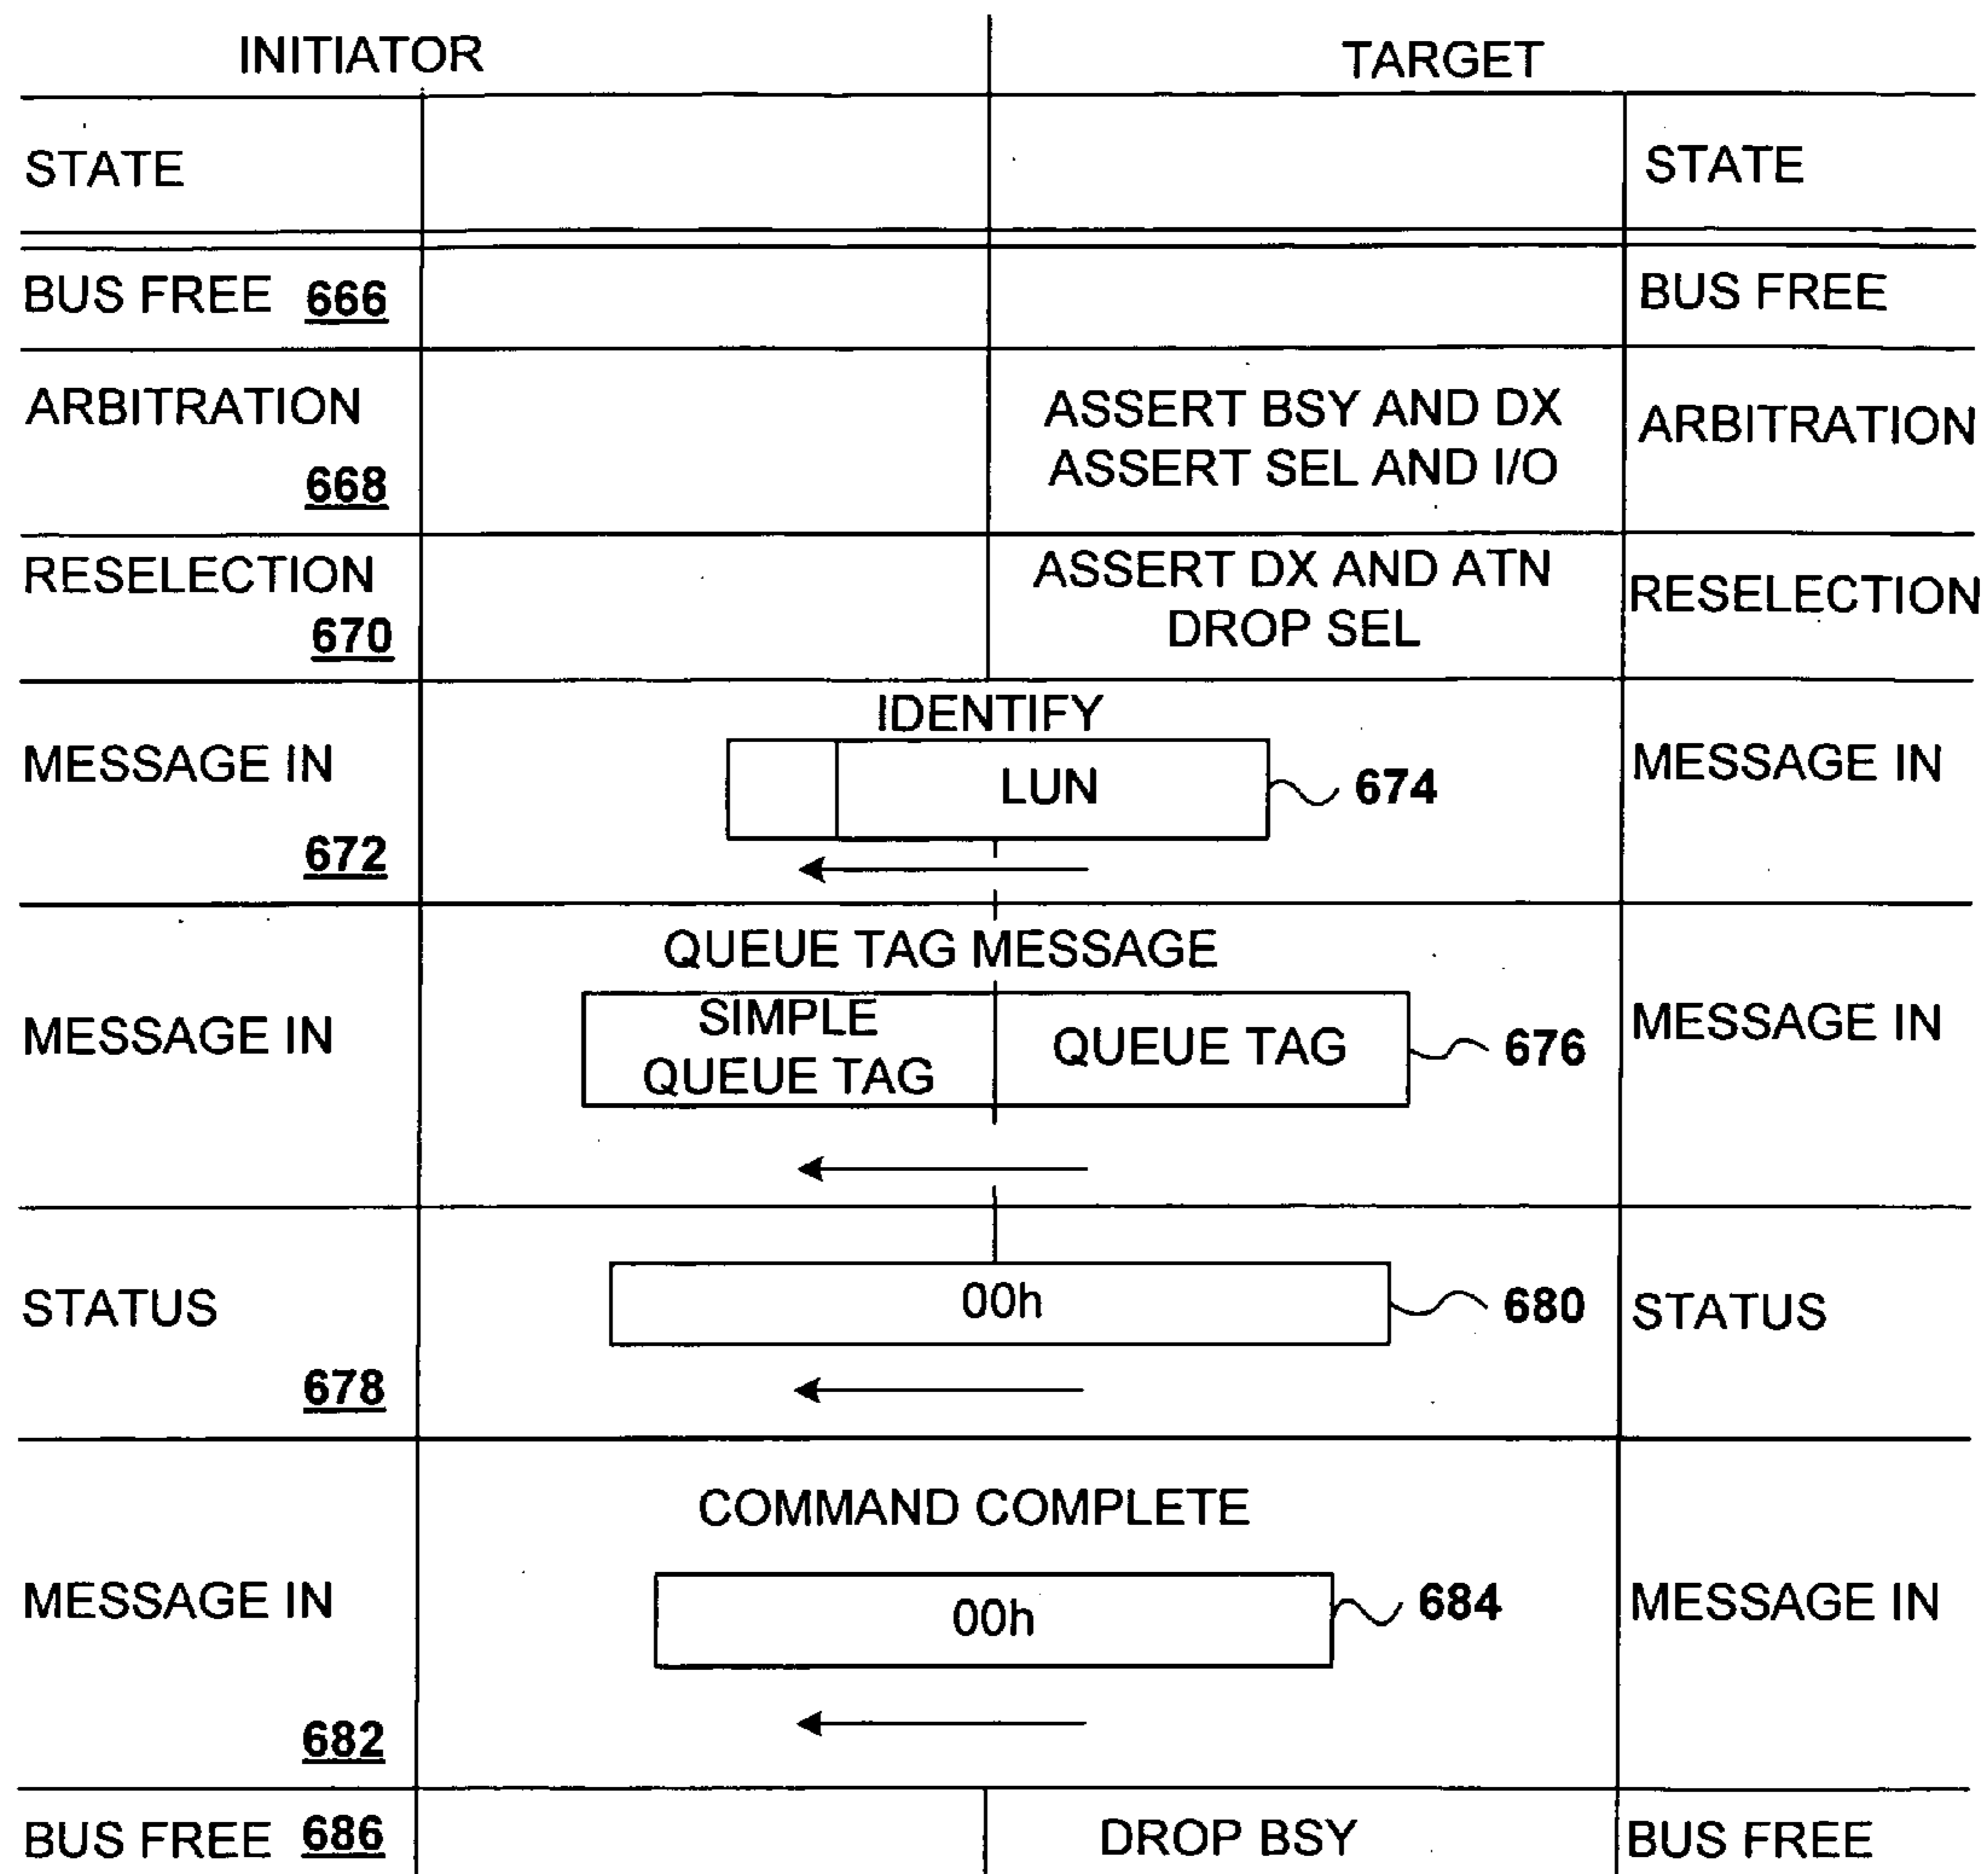 INITIATOR
TARGET
STATE
STATE
BUS FREE 666
BUS FREE
ARBITRATION
668
ASSERT BSY AND DX
ASSERT SEL AND I/O
ARBITRATION
RESELECTION
670
ASSERT DX AND ATN
DROP SEL
RESELECTION
MESSAGE IN
672
IDENTIFY
LUN
674
MESSAGE IN
MESSAGE IN
QUEUE TAG MESSAGE
SIMPLE
QUEUE TAG
QUEUE TAG
676
MESSAGE IN
STATUS
678
00h
680
STATUS
MESSAGE IN
682
COMMAND COMPLETE
00h
684
MESSAGE IN
BUS FREE 686
DROP BSY
BUS FREE